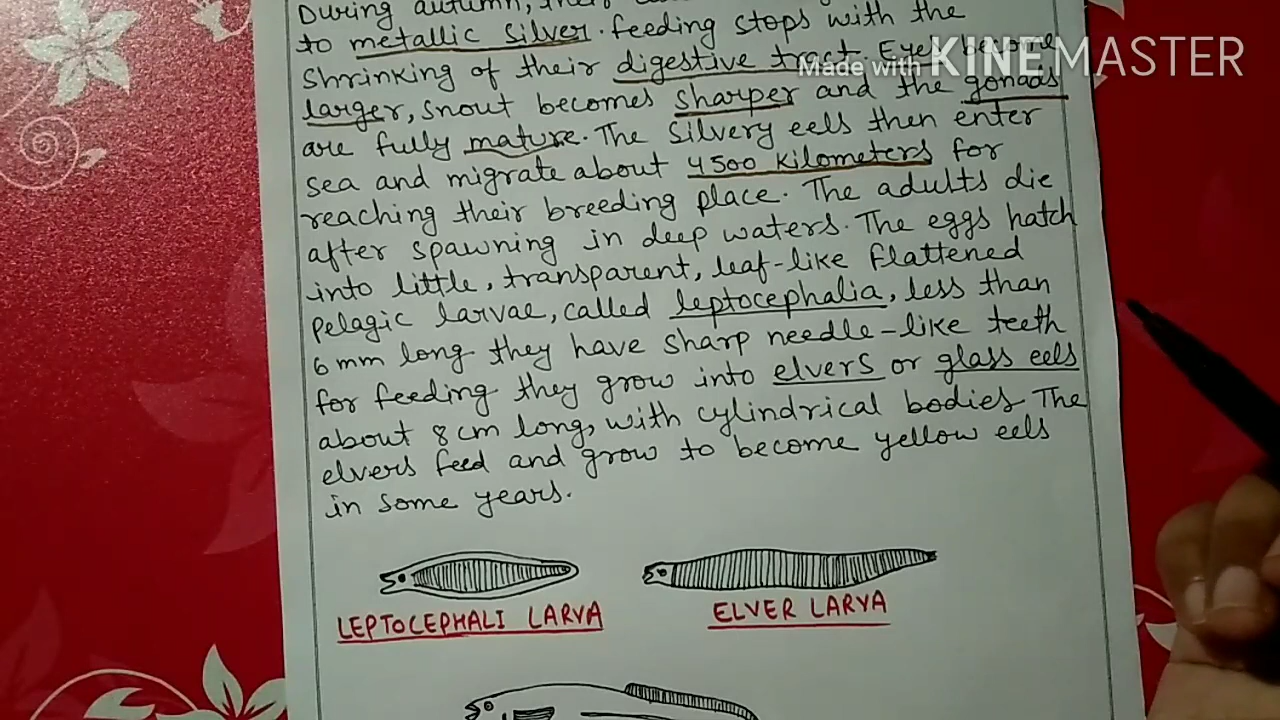 During autumn, their
to metallic silver. feeding stops with the
Shrinking of their digestive tract. Eyes become
larger, snout becomes sharper and the gonads
are fully mature. The silvery eels then enter
sea and migrate about 4500 kilometers for
reaching their breeding place. The adults die
after spawning in deep waters. The eggs hatch
into little, transparent, leaf-like flattened
pelagic larvae, called leptocephalia, less than
6 mm long they have sharp needle-like teeth
for feeding they grow into elvers or glass eels
about 8 cm long, with cylindrical bodies The
elvers feed and grow to become yellow eels
in some years.
LEPTOCEPHALI LARVA
ELVER LARVA
Made with KINEMASTER